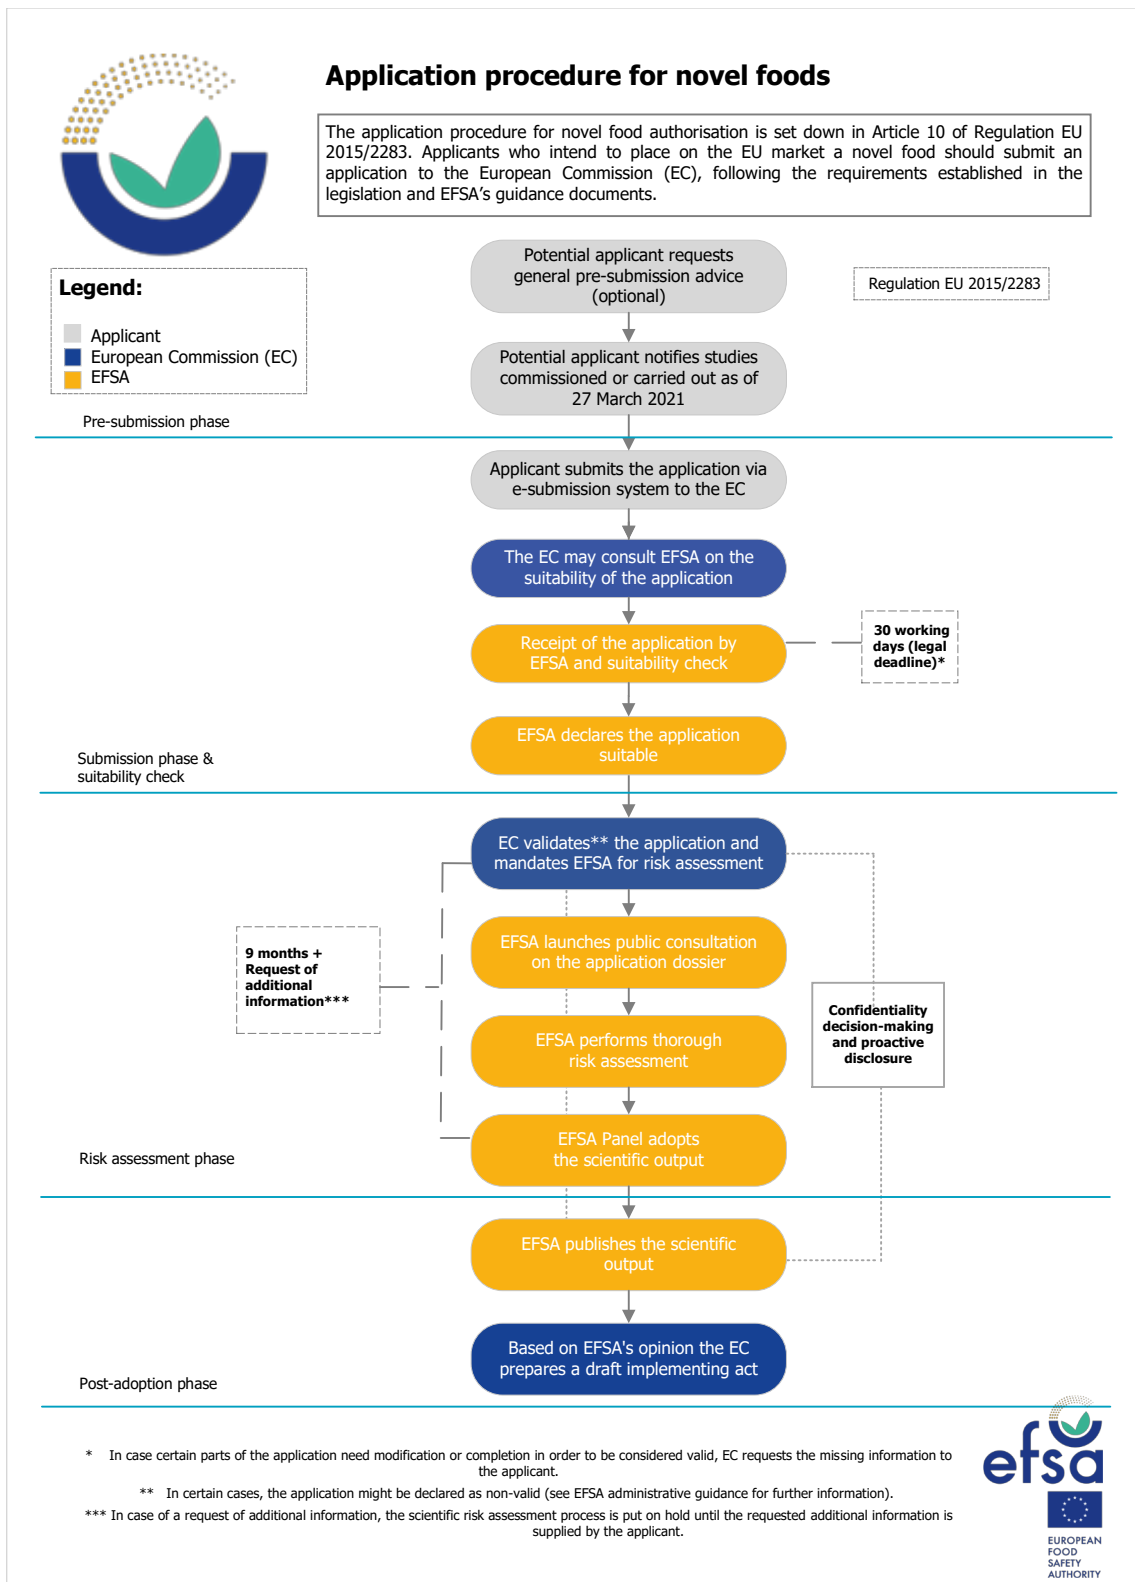 Application procedure for novel foods
The application procedure for novel food authorisation is set down in Article 10 of Regulation EU
2015/2283. Applicants who intend to place on the EU market a novel food should submit an
application to the European Commission (EC), following the requirements established in the
legislation and EFSA’s guidance documents.
Legend:
Applicant
European Commission (EC)
EFSA
Regulation EU 2015/2283
Potential applicant requests
general pre-submission advice
(optional)
Potential applicant notifies studies
commissioned or carried out as of
27 March 2021
Pre-submission phase
Applicant submits the application via
e-submission system to the EC
The EC may consult EFSA on the
suitability of the application
Receipt of the application by
EFSA and suitability check
30 working
days (legal
deadline)*
EFSA declares the application
suitable
Submission phase &
suitability check
EC validates** the application and
mandates EFSA for risk assessment
EFSA launches public consultation
on the application dossier
9 months +
Request of
additional
information***
Confidentiality
decision-making
and proactive
disclosure
EFSA performs thorough
risk assessment
EFSA Panel adopts
the scientific output
Risk assessment phase
EFSA publishes the scientific
output
Based on EFSA's opinion the EC
prepares a draft implementing act
Post-adoption phase
* In case certain parts of the application need modification or completion in order to be considered valid, EC requests the missing information to
the applicant.
** In certain cases, the application might be declared as non-valid (see EFSA administrative guidance for further information).
*** In case of a request of additional information, the scientific risk assessment process is put on hold until the requested additional information is
supplied by the applicant.
efsa
EUROPEAN
FOOD
SAFETY
AUTHORITY